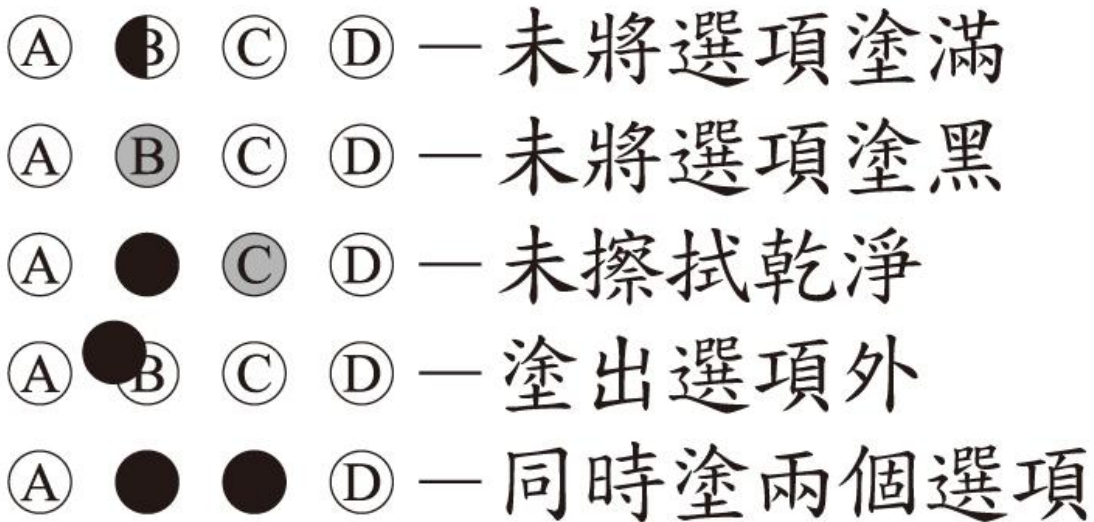 Ⓐ Ⓑ Ⓒ Ⓓ — 未將選項塗滿
Ⓐ Ⓑ Ⓒ Ⓓ — 未將選項塗黑
Ⓐ ● Ⓒ Ⓓ — 未擦拭乾淨
Ⓐ ●Ⓑ Ⓒ Ⓓ — 塗出選項外
Ⓐ ● ● Ⓓ — 同時塗兩個選項